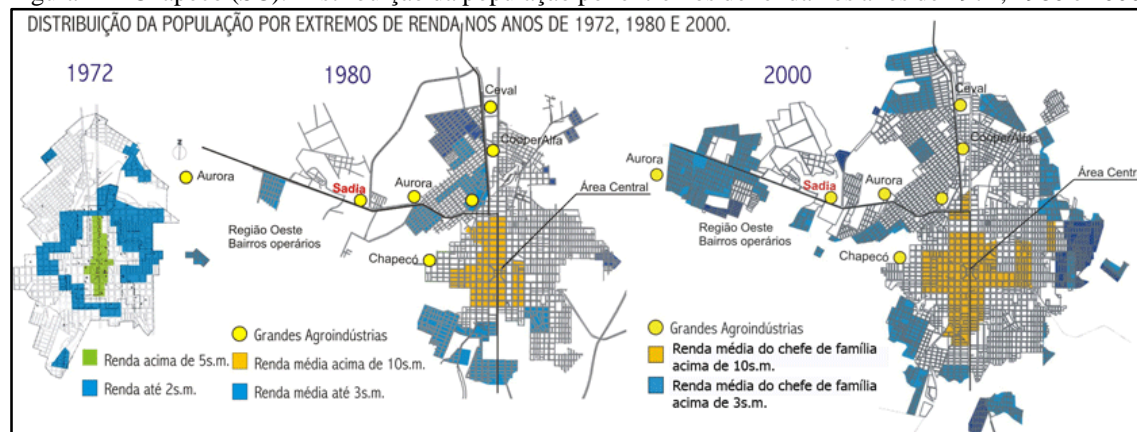 DISTRIBUIÇÃO DA POPULAÇÃO POR EXTREMOS DE RENDA NOS ANOS DE 1972, 1980 E 2000.
1972
1980
2000
Ceval
CooperAlfa
Aurora
Sadia
Aurora
Área Central
Região Oeste
Bairros operários
Chapecó
Grandes Agroindústrias
Renda acima de 5s.m.
Renda até 2s.m.
Renda média acima de 10s.m.
Renda média até 3s.m.
Ceval
CooperAlfa
Aurora
Sadia
Aurora
Área Centra
Região Oeste
Bairros operários
Chapecó
Grandes Agroindústrias
Renda média do chefe de família
acima de 10s.m.
Renda média do chefe de família
acima de 3s.m.